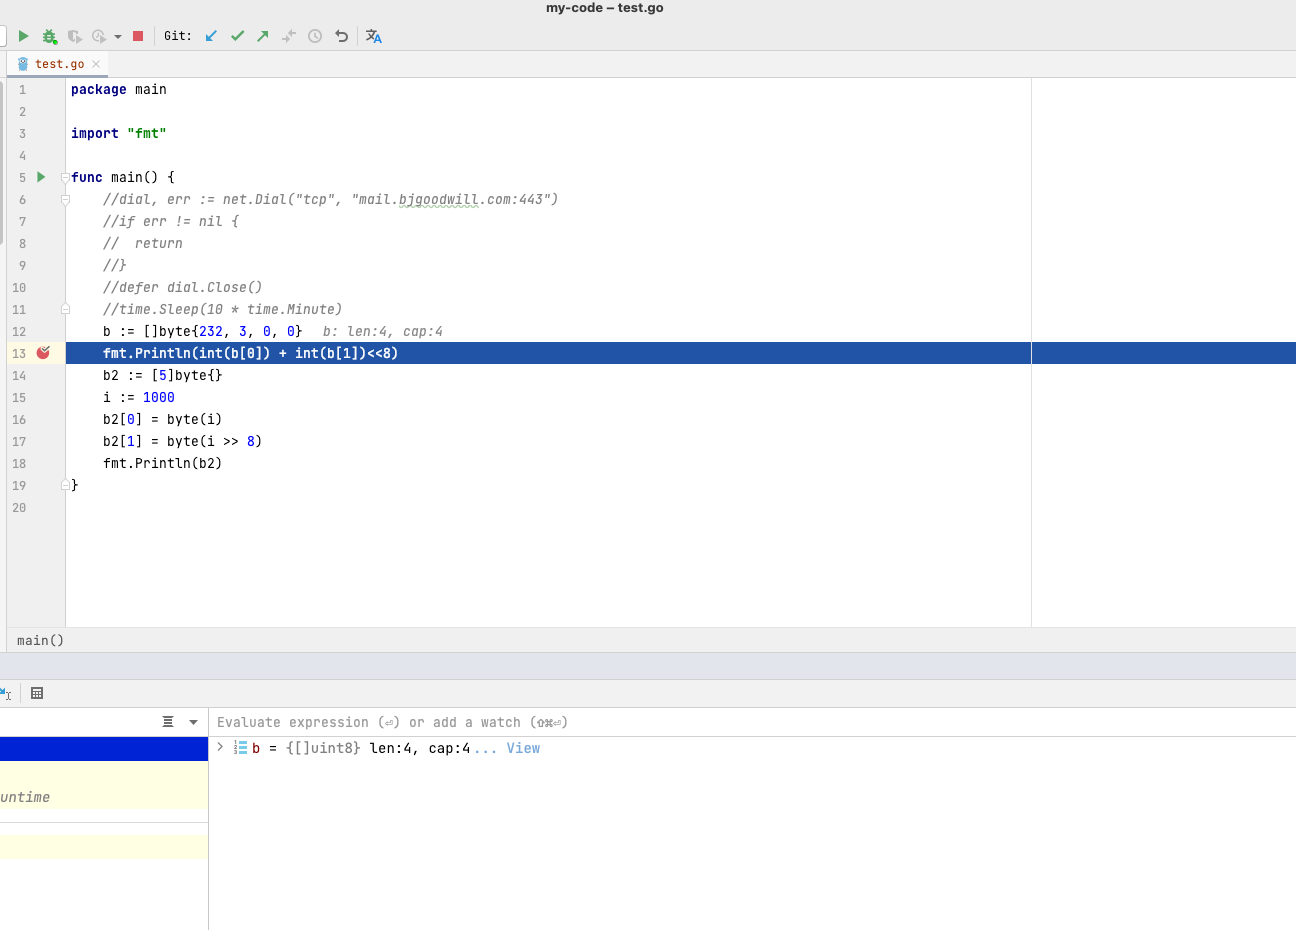 my-code – test.go
Git:
test.go
1 package main
2
3 import "fmt"
4
5 func main() {
6 //dial, err := net.Dial("tcp", "mail.bjgoodwill.com:443")
7 //if err != nil {
8 //  return
9 //}
10 //defer dial.Close()
11 //time.Sleep(10 * time.Minute)
12 b := []byte{232, 3, 0, 0}   b: len:4, cap:4
13 fmt.Println(int(b[0]) + int(b[1])<<8)
14 b2 := [5]byte{}
15 i := 1000
16 b2[0] = byte(i)
17 b2[1] = byte(i >> 8)
18 fmt.Println(b2)
19 }
20
main()
Evaluate expression (⏎) or add a watch (⇧⌘⏎)
b = {[]uint8} len:4, cap:4... View
untime